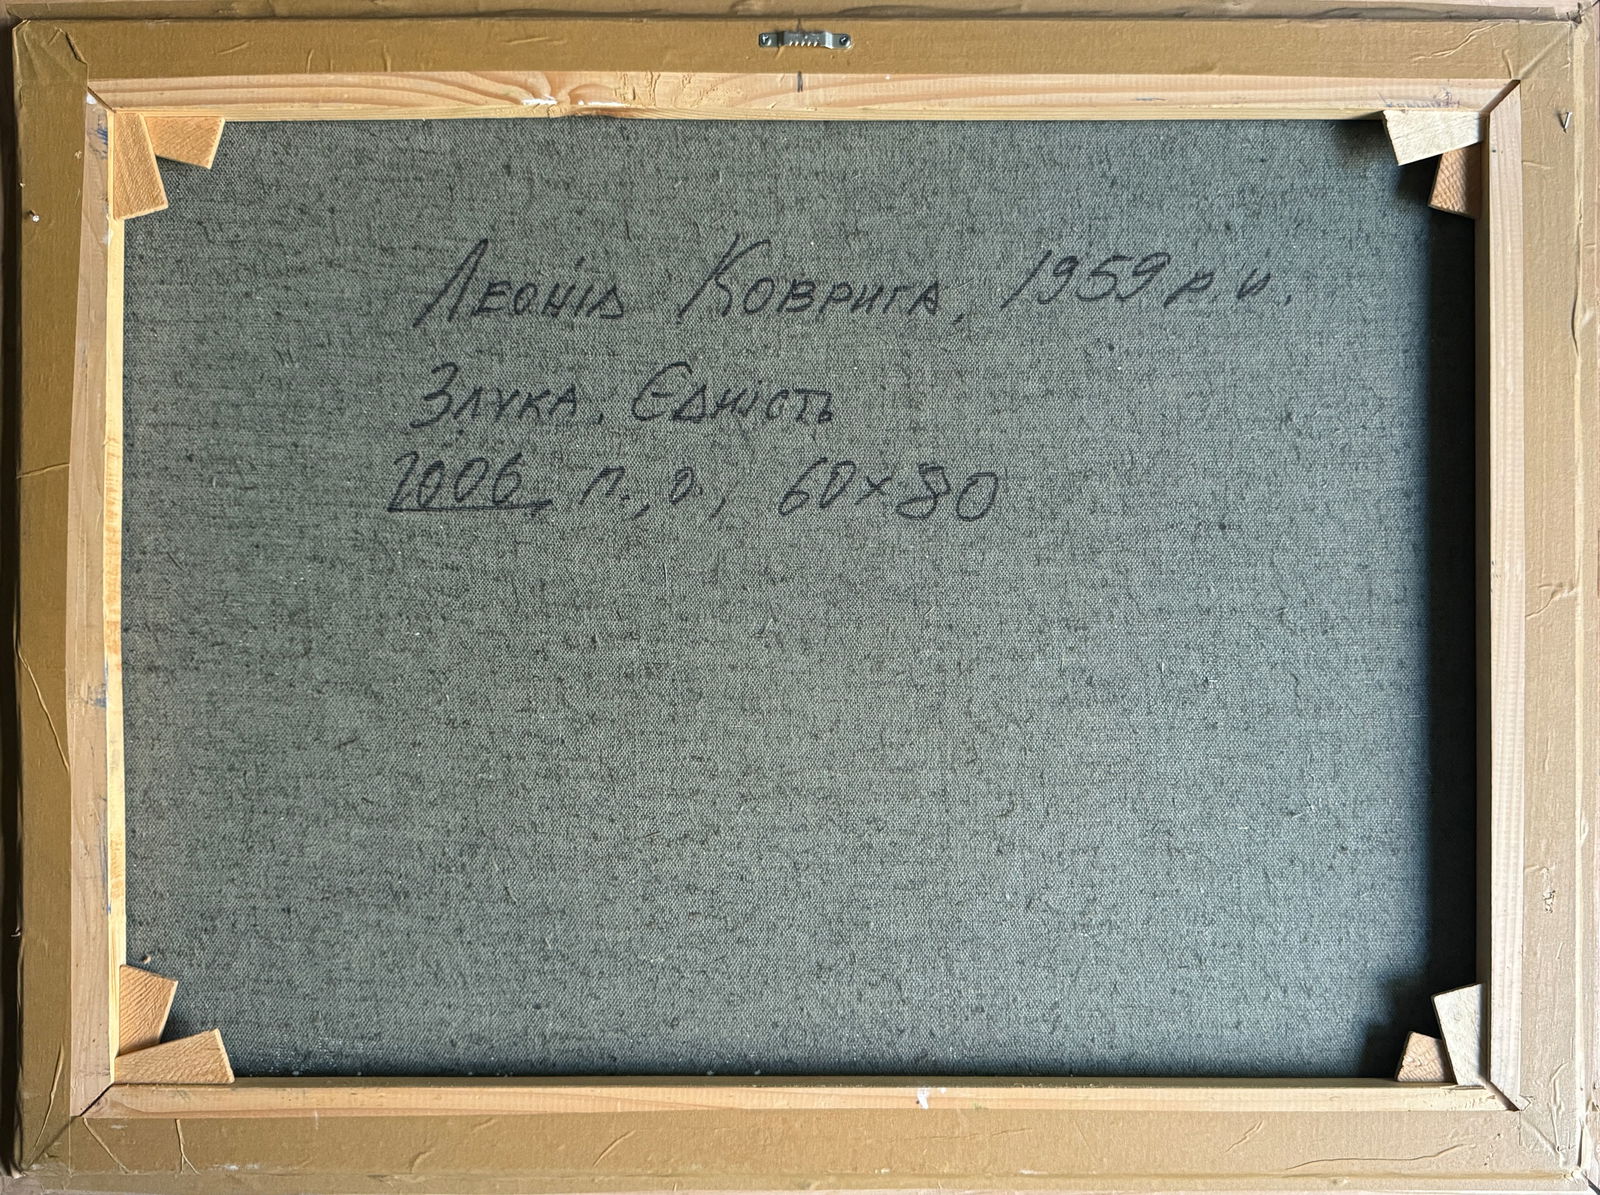 Леонід Коврига, 1959 р.н.
Злука. Єдність
2006, п., о., 60×80